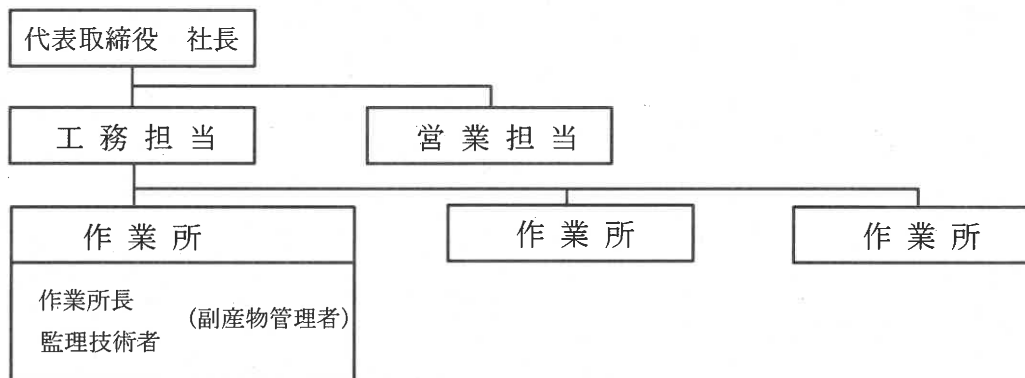 代表取締役 社長
工務担当
営業担当
作業所
作業所
作業所
作業所長
(副産物管理者)
監理技術者